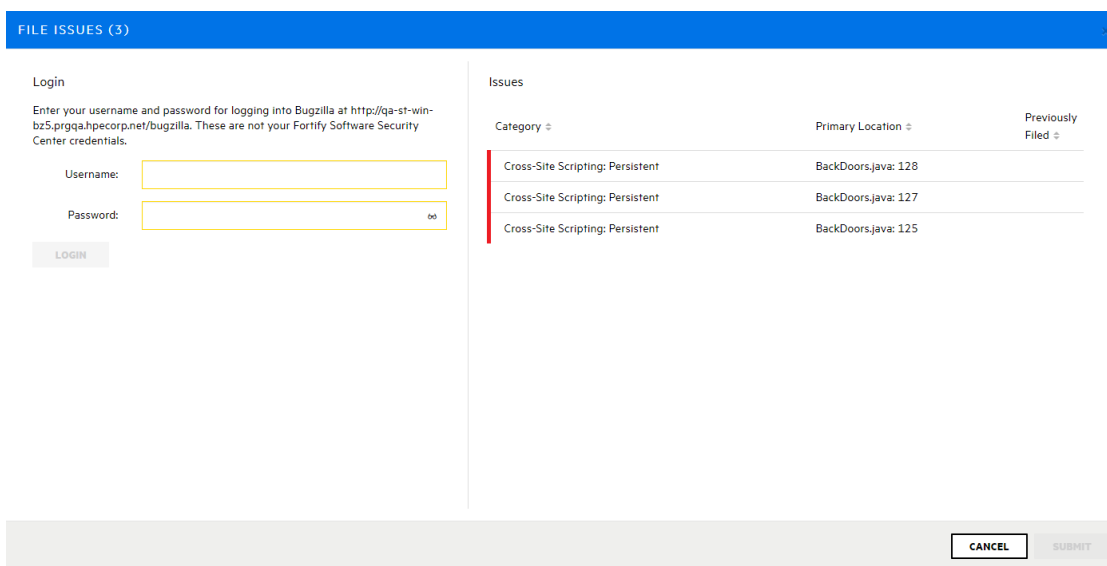 FILE ISSUES (3)
Login
Enter your username and password for logging into Bugzilla at http://qa-st-win-
bz5.prgqa.hpecorp.net/bugzilla. These are not your Fortify Software Security
Center credentials.
Username:
Password:
LOGIN
Issues
Category
Primary Location
Previously
Filed
Cross-Site Scripting: Persistent BackDoors.java: 128
Cross-Site Scripting: Persistent BackDoors.java: 127
Cross-Site Scripting: Persistent BackDoors.java: 125
CANCEL
SUBMIT